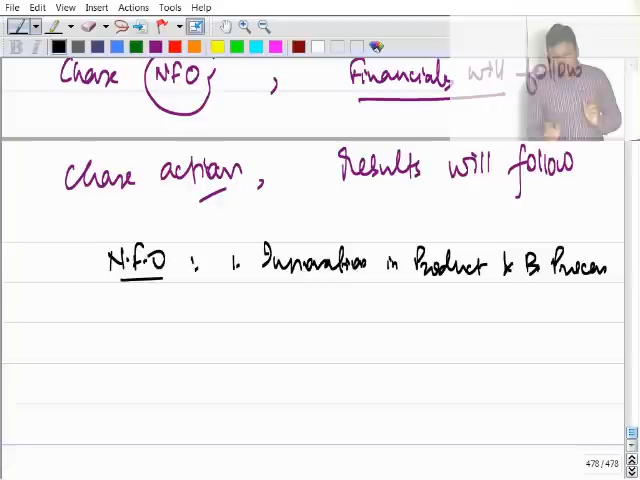 File Edit View Insert Actions Tools Help
B I
Chase NFO , Financials will follow
Chase action, Results will follow
N.F.O : 1. Innovation in Product & B. Process
478/478